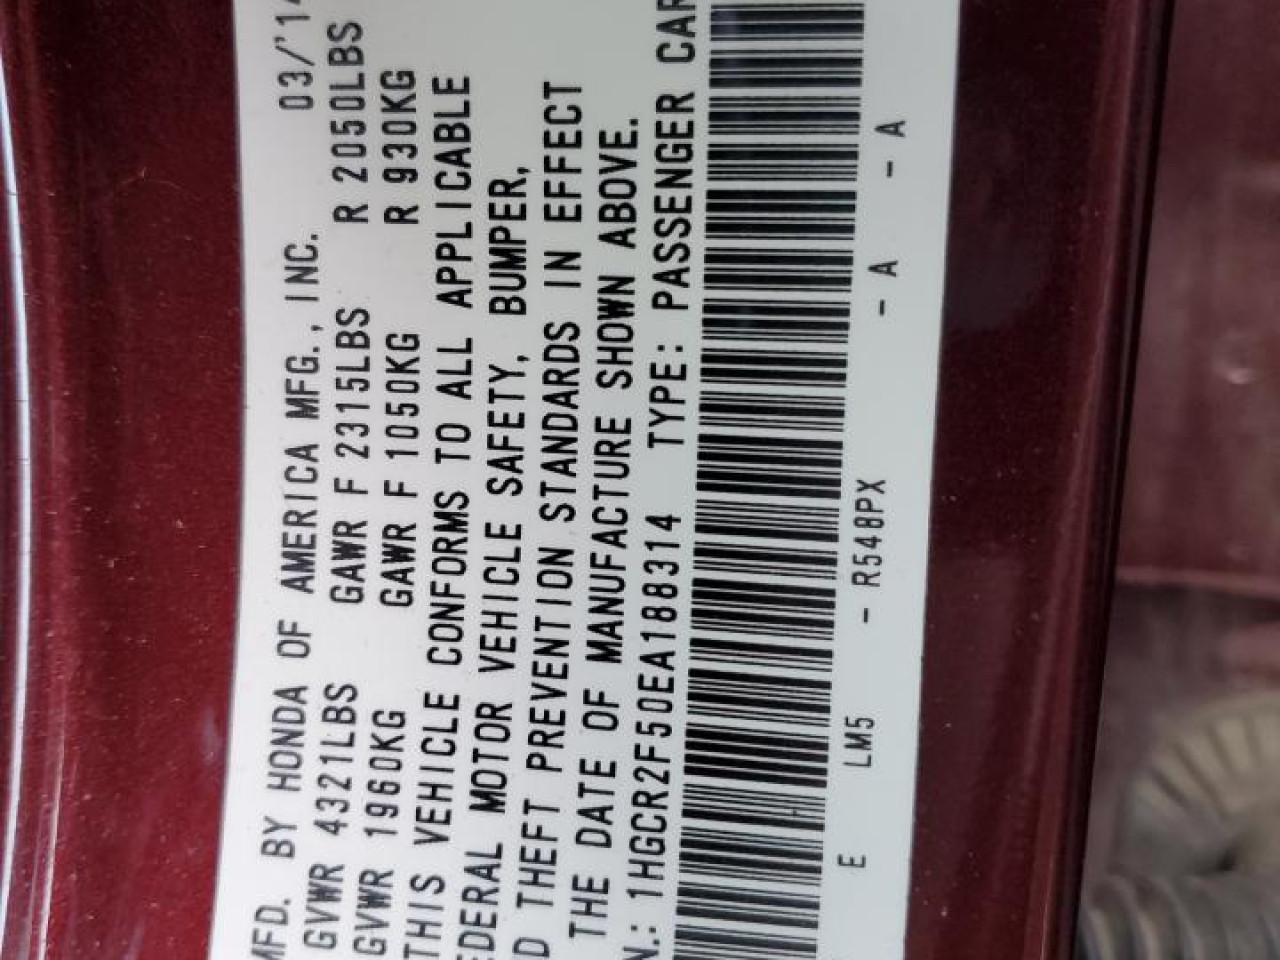 MFD. BY HONDA OF AMERICA MFG., INC. 03/'14
GVWR 4321LBS GAWR F 2315LBS R 2050LBS
GVWR 1960KG GAWR F 1050KG R 930KG
THIS VEHICLE CONFORMS TO ALL APPLICABLE
EDERAL MOTOR VEHICLE SAFETY, BUMPER,
D THEFT PREVENTION STANDARDS IN EFFECT
THE DATE OF MANUFACTURE SHOWN ABOVE.
N.: 1HGCR2F50EA188314 TYPE: PASSENGER CAR
E LM5 - R548PX - A - A